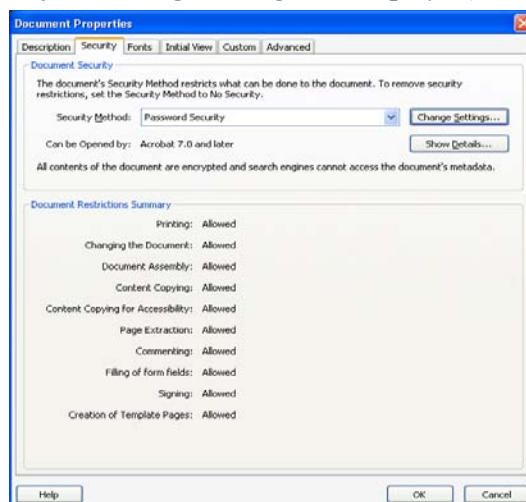 Document Properties
Description Security Fonts Initial View Custom Advanced
Document Security
The document's Security Method restricts what can be done to the document. To remove security
restrictions, set the Security Method to No Security.
Security Method: Password Security Change Settings...
Can be Opened by: Acrobat 7.0 and later Show Details...
All contents of the document are encrypted and search engines cannot access the document's metadata.
Document Restrictions Summary
Printing: Allowed
Changing the Document: Allowed
Document Assembly: Allowed
Content Copying: Allowed
Content Copying for Accessibility: Allowed
Page Extraction: Allowed
Commenting: Allowed
Filling of form fields: Allowed
Signing: Allowed
Creation of Template Pages: Allowed
Help OK Cancel